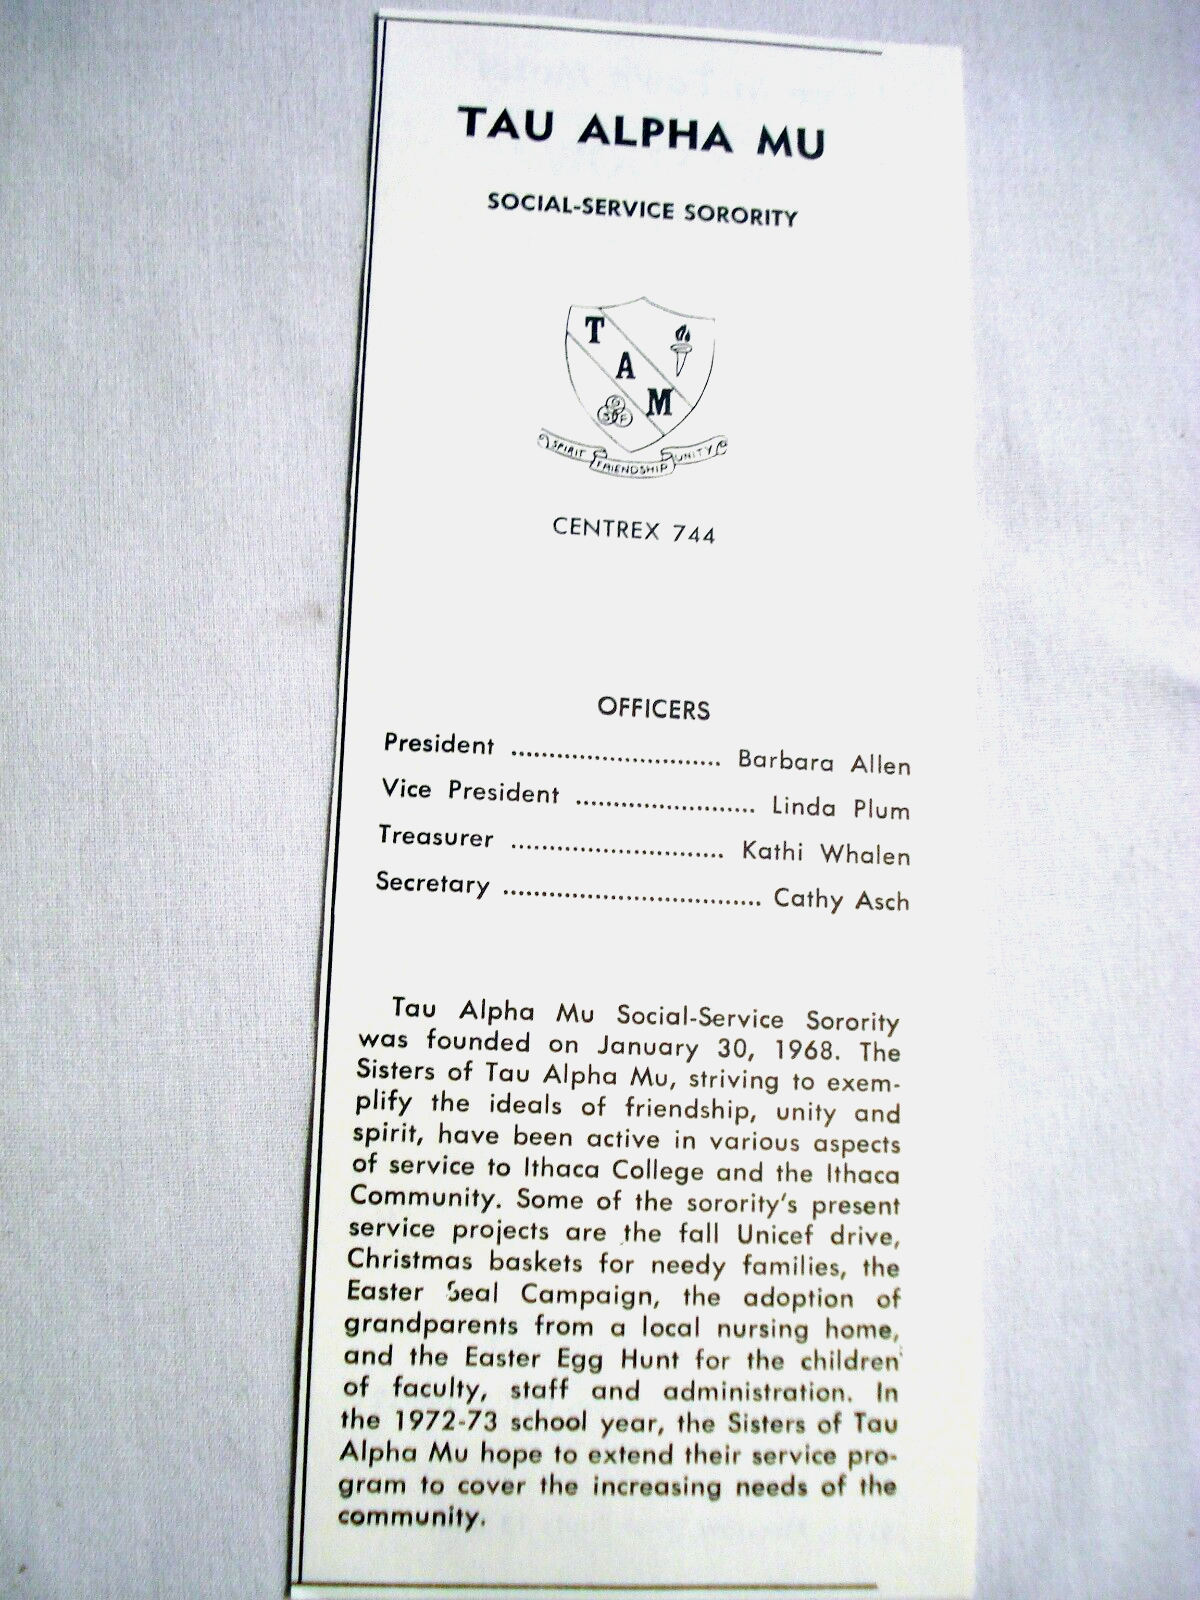 TAU ALPHA MU
SOCIAL-SERVICE SORORITY
T
A
M
SPIRIT FRIENDSHIP UNITY
CENTREX 744
OFFICERS
President ............................ Barbara Allen
Vice President ........................ Linda Plum
Treasurer ............................ Kathi Whalen
Secretary .................................. Cathy Asch
Tau Alpha Mu Social-Service Sorority
was founded on January 30, 1968. The
Sisters of Tau Alpha Mu, striving to exem-
plify the ideals of friendship, unity and
spirit, have been active in various aspects
of service to Ithaca College and the Ithaca
Community. Some of the sorority's present
service projects are the fall Unicef drive,
Christmas baskets for needy families, the
Easter Seal Campaign, the adoption of
grandparents from a local nursing home,
and the Easter Egg Hunt for the children
of faculty, staff and administration. In
the 1972-73 school year, the Sisters of Tau
Alpha Mu hope to extend their service pro-
gram to cover the increasing needs of the
community.